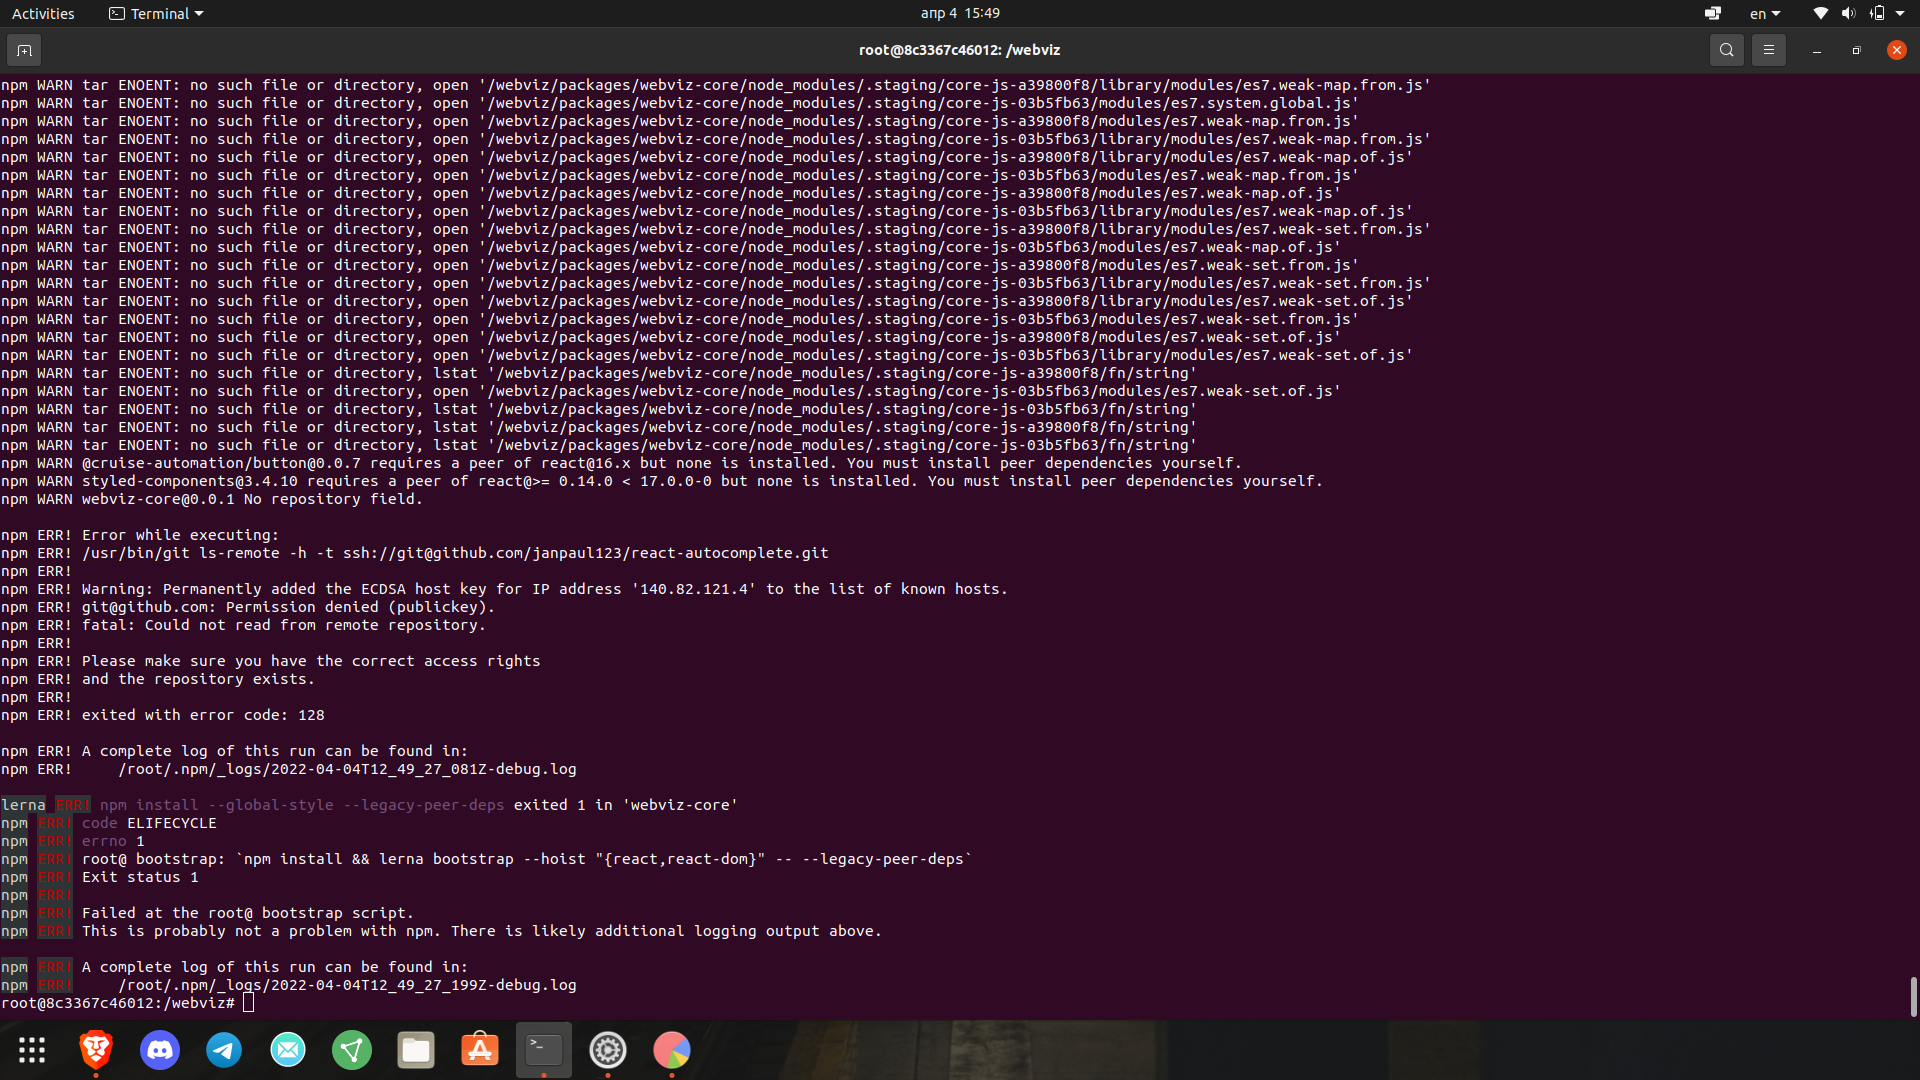 Activities
Terminal
апр 4 15:49
en
root@8c3367c46012: /webviz
npm WARN tar ENOENT: no such file or directory, open '/webviz/packages/webviz-core/node_modules/.staging/core-js-a39800f8/library/modules/es7.weak-map.from.js'
npm WARN tar ENOENT: no such file or directory, open '/webviz/packages/webviz-core/node_modules/.staging/core-js-03b5fb63/modules/es7.system.global.js'
npm WARN tar ENOENT: no such file or directory, open '/webviz/packages/webviz-core/node_modules/.staging/core-js-a39800f8/modules/es7.weak-map.from.js'
npm WARN tar ENOENT: no such file or directory, open '/webviz/packages/webviz-core/node_modules/.staging/core-js-03b5fb63/library/modules/es7.weak-map.from.js'
npm WARN tar ENOENT: no such file or directory, open '/webviz/packages/webviz-core/node_modules/.staging/core-js-a39800f8/library/modules/es7.weak-map.of.js'
npm WARN tar ENOENT: no such file or directory, open '/webviz/packages/webviz-core/node_modules/.staging/core-js-03b5fb63/modules/es7.weak-map.from.js'
npm WARN tar ENOENT: no such file or directory, open '/webviz/packages/webviz-core/node_modules/.staging/core-js-a39800f8/modules/es7.weak-map.of.js'
npm WARN tar ENOENT: no such file or directory, open '/webviz/packages/webviz-core/node_modules/.staging/core-js-03b5fb63/library/modules/es7.weak-map.of.js'
npm WARN tar ENOENT: no such file or directory, open '/webviz/packages/webviz-core/node_modules/.staging/core-js-a39800f8/library/modules/es7.weak-set.from.js'
npm WARN tar ENOENT: no such file or directory, open '/webviz/packages/webviz-core/node_modules/.staging/core-js-03b5fb63/modules/es7.weak-map.of.js'
npm WARN tar ENOENT: no such file or directory, open '/webviz/packages/webviz-core/node_modules/.staging/core-js-a39800f8/modules/es7.weak-set.from.js'
npm WARN tar ENOENT: no such file or directory, open '/webviz/packages/webviz-core/node_modules/.staging/core-js-03b5fb63/library/modules/es7.weak-set.from.js'
npm WARN tar ENOENT: no such file or directory, open '/webviz/packages/webviz-core/node_modules/.staging/core-js-a39800f8/library/modules/es7.weak-set.of.js'
npm WARN tar ENOENT: no such file or directory, open '/webviz/packages/webviz-core/node_modules/.staging/core-js-03b5fb63/modules/es7.weak-set.from.js'
npm WARN tar ENOENT: no such file or directory, open '/webviz/packages/webviz-core/node_modules/.staging/core-js-a39800f8/modules/es7.weak-set.of.js'
npm WARN tar ENOENT: no such file or directory, open '/webviz/packages/webviz-core/node_modules/.staging/core-js-03b5fb63/library/modules/es7.weak-set.of.js'
npm WARN tar ENOENT: no such file or directory, lstat '/webviz/packages/webviz-core/node_modules/.staging/core-js-a39800f8/fn/string'
npm WARN tar ENOENT: no such file or directory, open '/webviz/packages/webviz-core/node_modules/.staging/core-js-03b5fb63/modules/es7.weak-set.of.js'
npm WARN tar ENOENT: no such file or directory, lstat '/webviz/packages/webviz-core/node_modules/.staging/core-js-03b5fb63/fn/string'
npm WARN tar ENOENT: no such file or directory, lstat '/webviz/packages/webviz-core/node_modules/.staging/core-js-a39800f8/fn/string'
npm WARN tar ENOENT: no such file or directory, lstat '/webviz/packages/webviz-core/node_modules/.staging/core-js-03b5fb63/fn/string'
npm WARN @cruise-automation/button@0.0.7 requires a peer of react@16.x but none is installed. You must install peer dependencies yourself.
npm WARN styled-components@3.4.10 requires a peer of react@>= 0.14.0 < 17.0.0-0 but none is installed. You must install peer dependencies yourself.
npm WARN webviz-core@0.0.1 No repository field.
npm ERR! Error while executing:
npm ERR! /usr/bin/git ls-remote -h -t ssh://git@github.com/janpaul123/react-autocomplete.git
npm ERR!
npm ERR! Warning: Permanently added the ECDSA host key for IP address '140.82.121.4' to the list of known hosts.
npm ERR! git@github.com: Permission denied (publickey).
npm ERR! fatal: Could not read from remote repository.
npm ERR!
npm ERR! Please make sure you have the correct access rights
npm ERR! and the repository exists.
npm ERR!
npm ERR! exited with error code: 128
npm ERR! A complete log of this run can be found in:
npm ERR!     /root/.npm/_logs/2022-04-04T12_49_27_081Z-debug.log
lerna ERR! npm install --global-style --legacy-peer-deps exited 1 in 'webviz-core'
npm ERR! code ELIFECYCLE
npm ERR! errno 1
npm ERR! root@ bootstrap: `npm install && lerna bootstrap --hoist "{react,react-dom}" -- --legacy-peer-deps`
npm ERR! Exit status 1
npm ERR!
npm ERR! Failed at the root@ bootstrap script.
npm ERR! This is probably not a problem with npm. There is likely additional logging output above.
npm ERR! A complete log of this run can be found in:
npm ERR!     /root/.npm/_logs/2022-04-04T12_49_27_199Z-debug.log
root@8c3367c46012:/webviz#